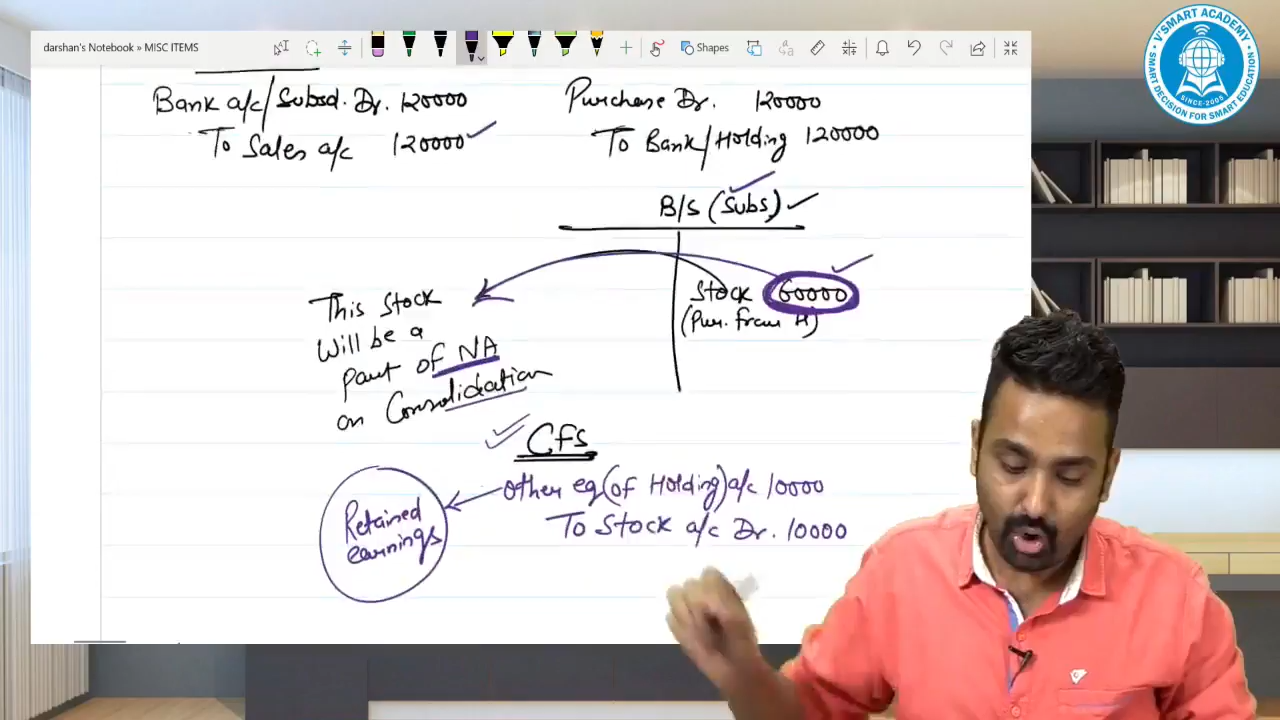 darshan's Notebook » MISC ITEMS
Shapes
V'SMART ACADEMY
SINCE-2005
SMART DECISION FOR SMART EDUCATION
Bank a/c/Subsd. Dr. 120000
To Sales a/c 120000
Purchase Dr. 120000
To Bank/Holding 120000
B/S (Subs)
Stock 60000
(Pur. from H)
This Stock
will be a
part of NA
on Consolidation
CFS
Other eq(of Holding)a/c 10000
To Stock a/c Dr. 10000
Retained
earnings